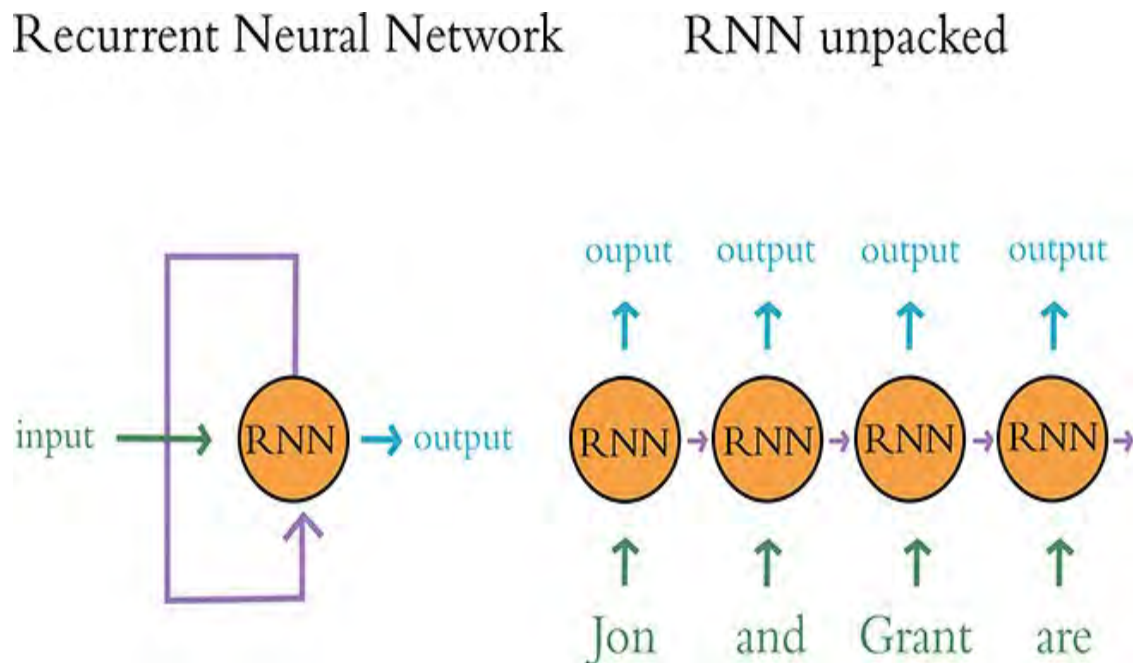 Recurrent Neural Network
RNN unpacked
input
RNN
output
ouput output output output
RNN RNN RNN RNN
Jon and Grant are